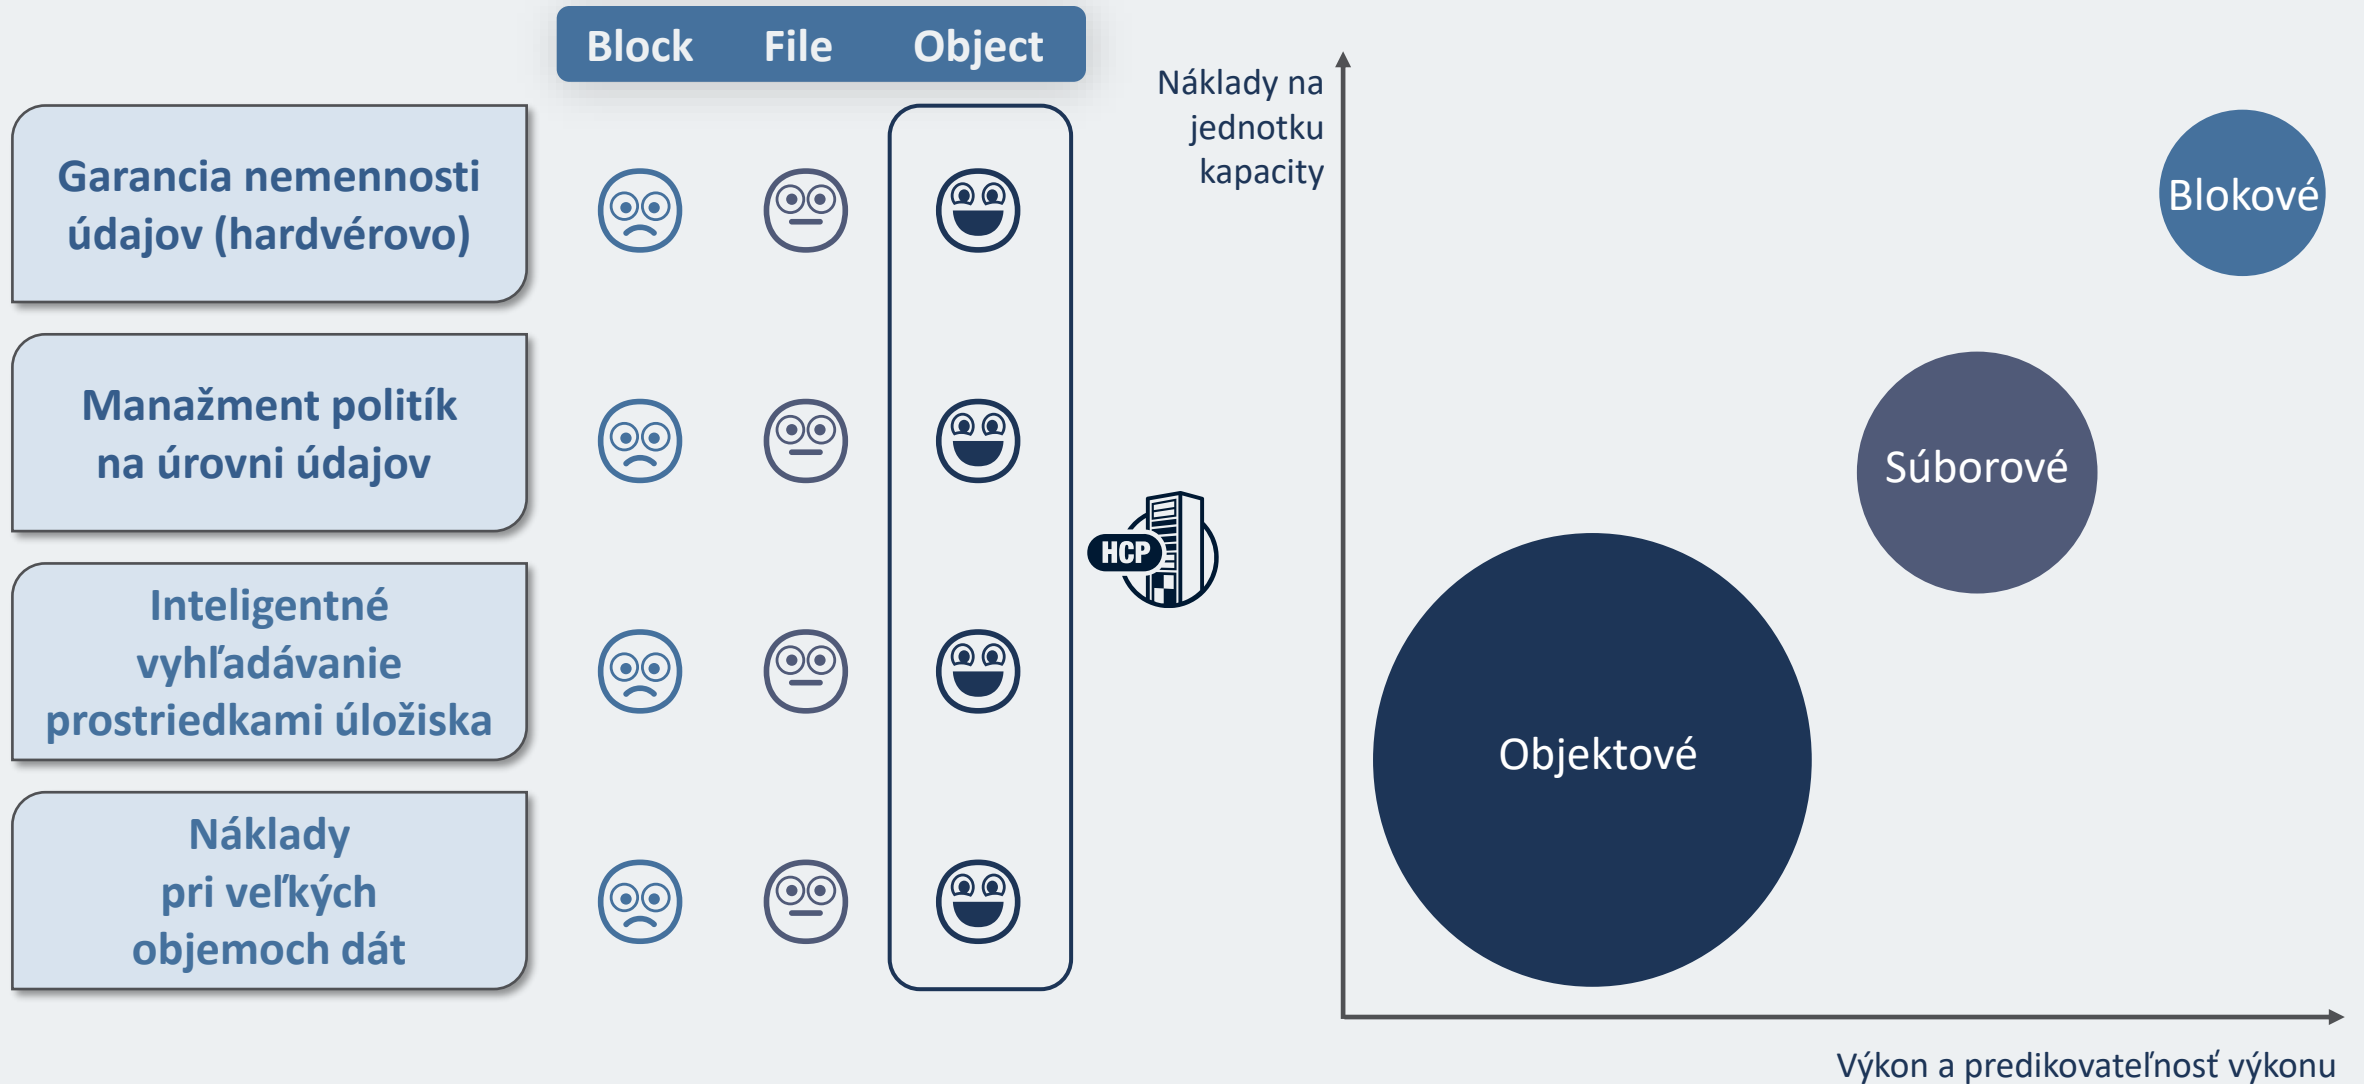 Block File Object
Garancia nemennosti
údajov (hardvérovo)
Manažment politík
na úrovni údajov
Inteligentné
vyhľadávanie
prostriedkami úložiska
Náklady
pri veľkých
objemoch dát
HCP
Náklady na
jednotku
kapacity
Blokové
Súborové
Objektové
Výkon a predikovateľnosť výkonu